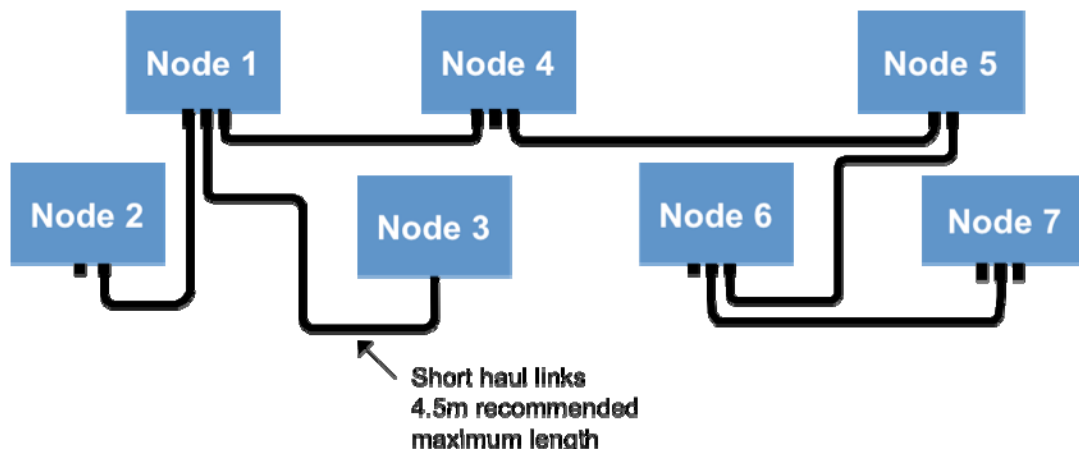 Node 1
Node 4
Node 5
Node 2
Node 3
Node 6
Node 7
Short haul links
4.5m recommended
maximum length